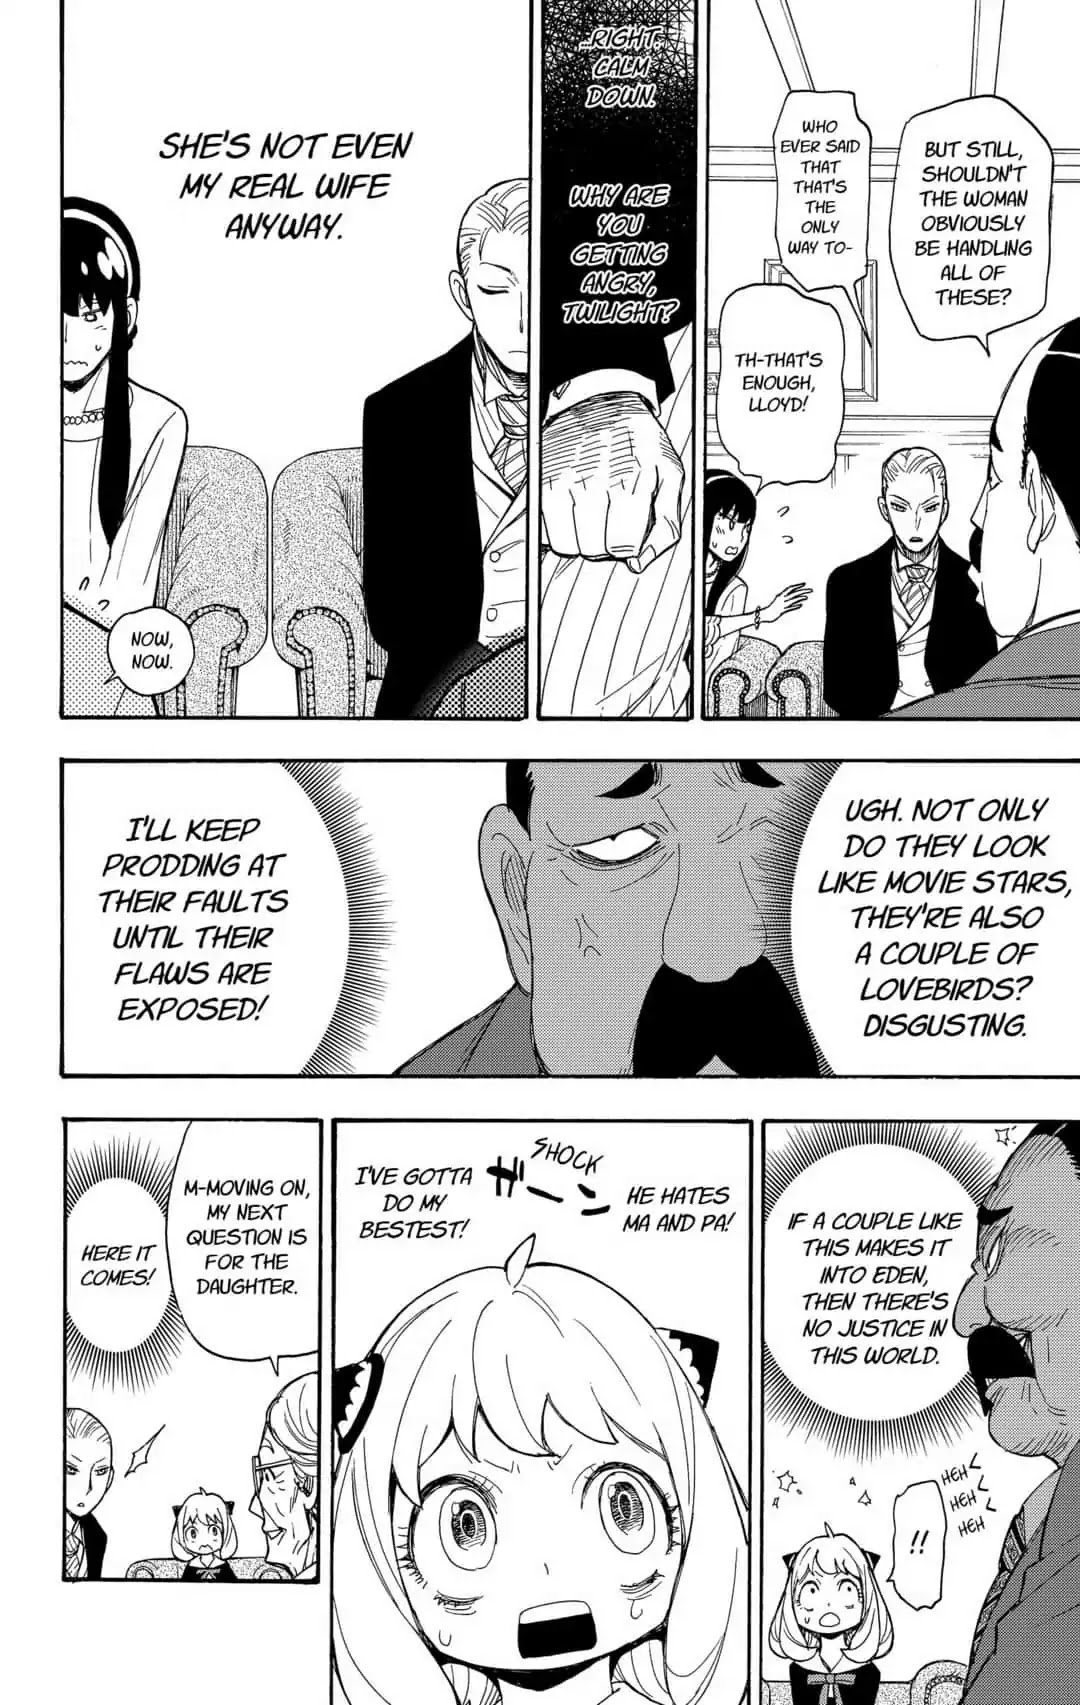 BUT STILL,
SHOULDN'T
THE WOMAN
OBVIOUSLY
BE HANDLING
ALL OF
THESE?
WHO
EVER SAID
THAT
THAT'S
THE
ONLY
WAY TO-
TH-THAT'S
ENOUGH,
LLOYD!
...RIGHT.
CALM
DOWN.
WHY ARE
YOU
GETTING
ANGRY,
TWILIGHT?
SHE'S NOT EVEN
MY REAL WIFE
ANYWAY.
NOW,
NOW.
UGH. NOT ONLY
DO THEY LOOK
LIKE MOVIE STARS,
THEY'RE ALSO
A COUPLE OF
LOVEBIRDS?
DISGUSTING.
I'LL KEEP
PRODDING AT
THEIR FAULTS
UNTIL THEIR
FLAWS ARE
EXPOSED!
IF A COUPLE LIKE
THIS MAKES IT
INTO EDEN,
THEN THERE'S
NO JUSTICE IN
THIS WORLD.
HEH
HEH
HEH
くくく
!!
HE HATES
MA AND PA!
SHOCK
ガーン
I'VE GOTTA
DO MY
BESTEST!
M-MOVING ON,
MY NEXT
QUESTION IS
FOR THE
DAUGHTER.
HERE IT
COMES!